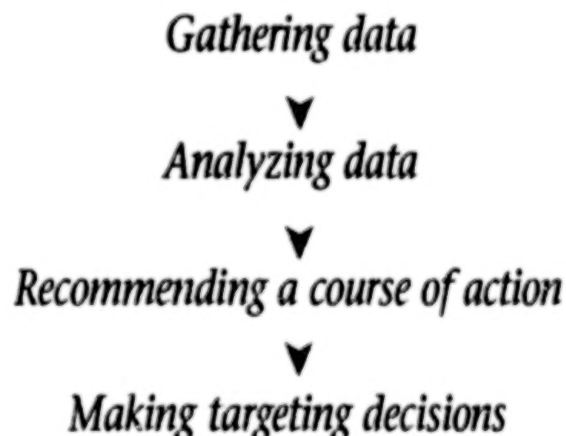 Gathering data
Analyzing data
Recommending a course of action
Making targeting decisions